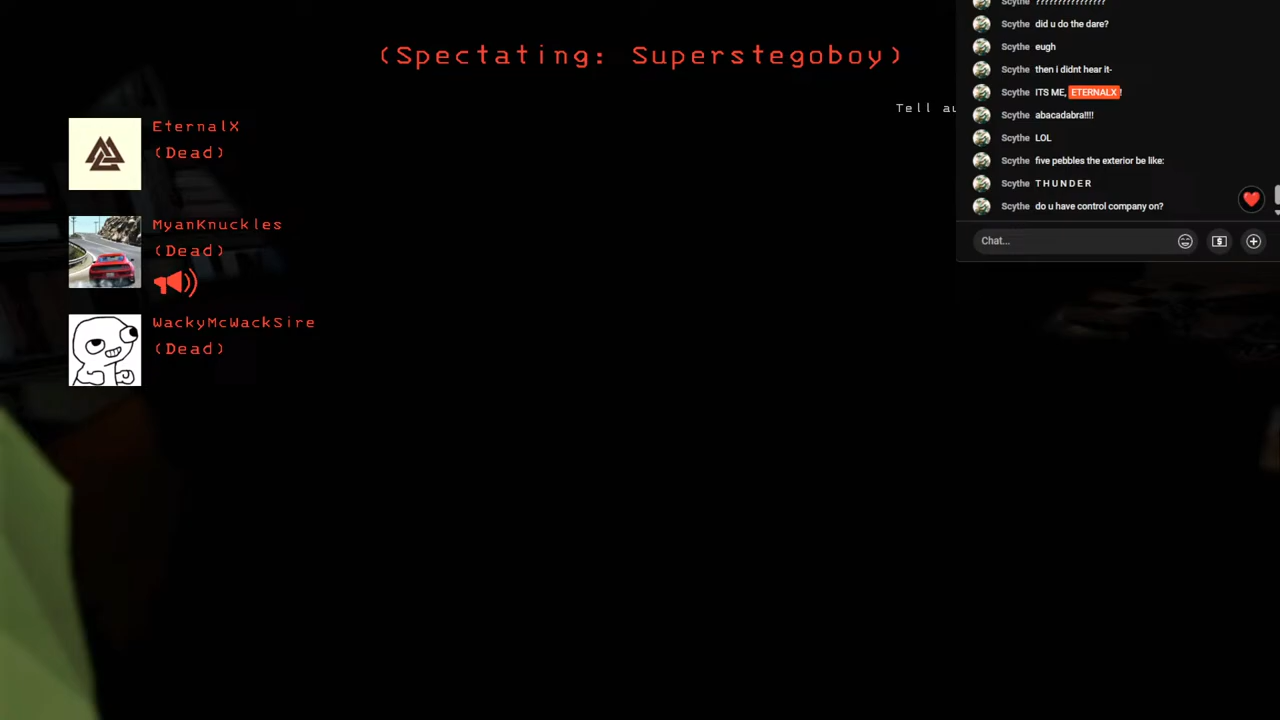 (Spectating: Superstegoboy)
Tell au
EternalX
(Dead)
MyanKnuckles
(Dead)
WackyMcWackSire
(Dead)
Scythe ???????????????
Scythe did u do the dare?
Scythe eugh
Scythe then i didnt hear it-
Scythe ITS ME, ETERNALX!
Scythe abacadabra!!!!
Scythe LOL
Scythe five pebbles the exterior be like:
Scythe T H U N D E R
Scythe do u have control company on?
Chat...